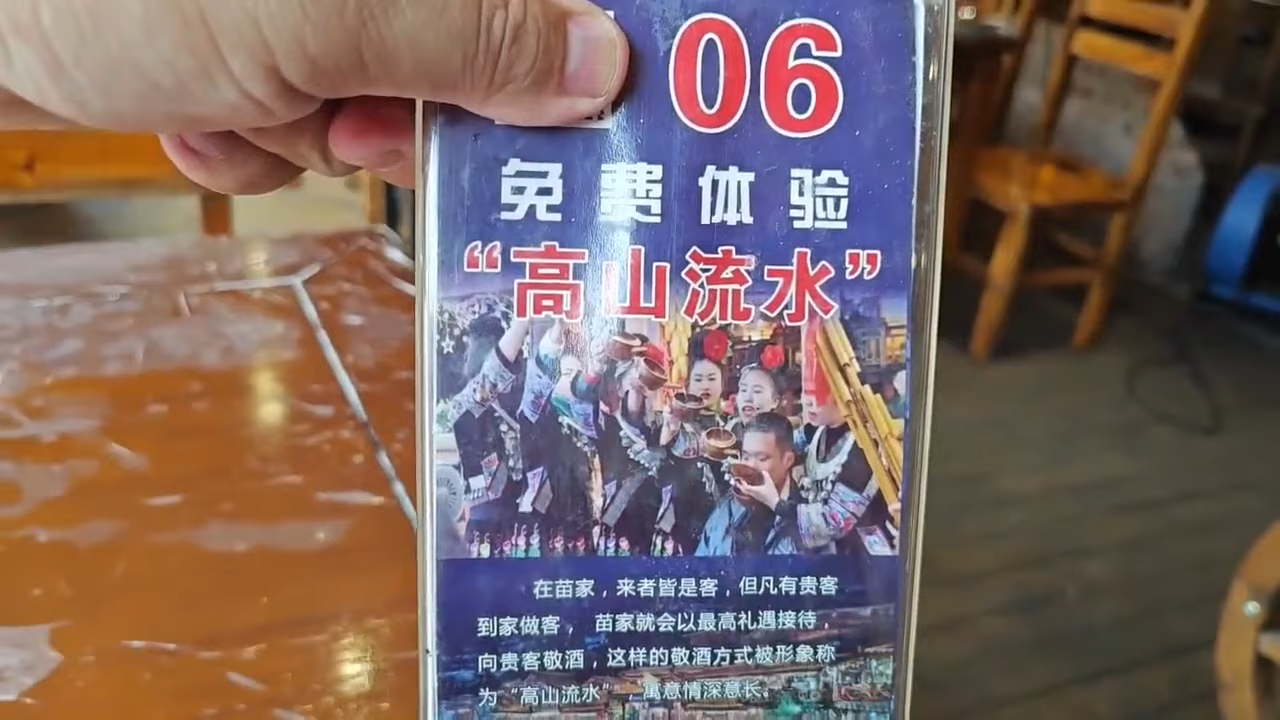 06
免费体验
“高山流水”
在苗家，来者皆是客，但凡有贵客
到家做客， 苗家就会以最高礼遇接待，
向贵客敬酒，这样的敬酒方式被形象称
为“高山流水”，寓意情深意长。